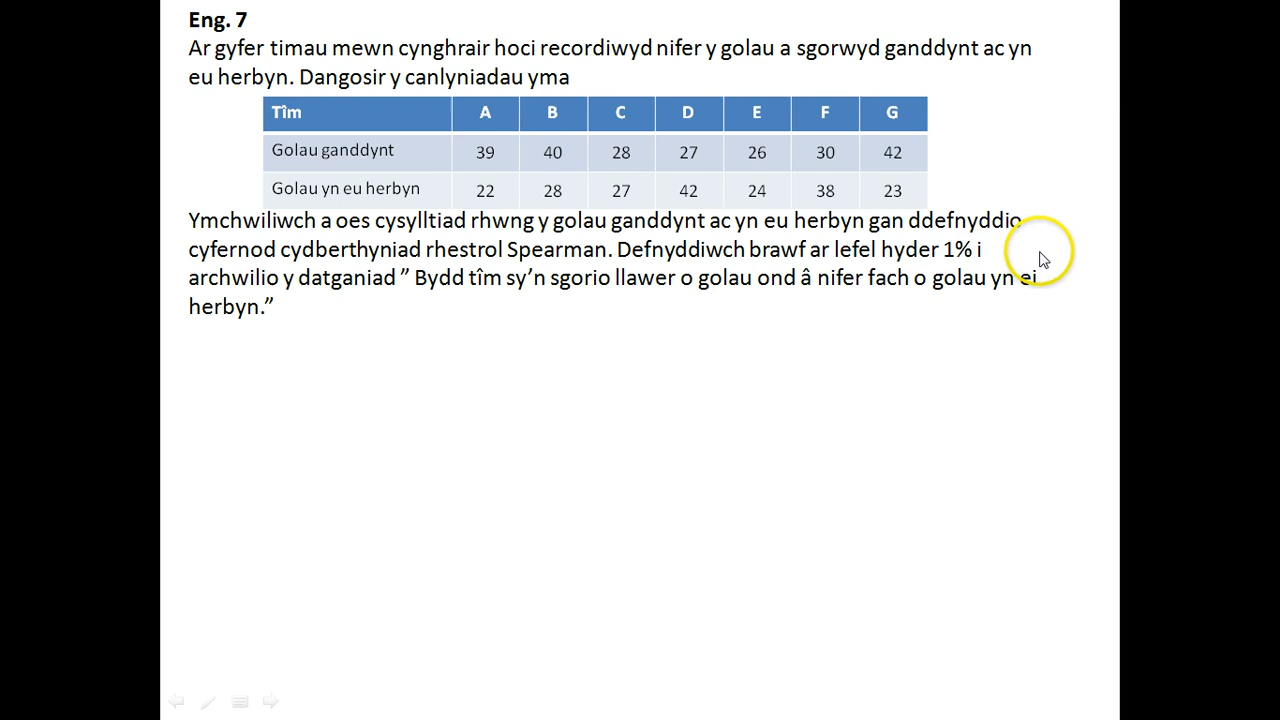 Eng. 7
Ar gyfer timau mewn cynghrair hoci recordiwyd nifer y golau a sgorwyd ganddynt ac yn
eu herbyn. Dangosir y canlyniadau yma
Tîm A B C D E F G
Golau ganddynt 39 40 28 27 26 30 42
Golau yn eu herbyn 22 28 27 42 24 38 23
Ymchwiliwch a oes cysylltiad rhwng y golau ganddynt ac yn eu herbyn gan ddefnyddio
cyfernod cydberthyniad rhestrol Spearman. Defnyddiwch brawf ar lefel hyder 1% i
archwilio y datganiad ” Bydd tîm sy’n sgorio llawer o golau ond â nifer fach o golau yn ei
herbyn.”